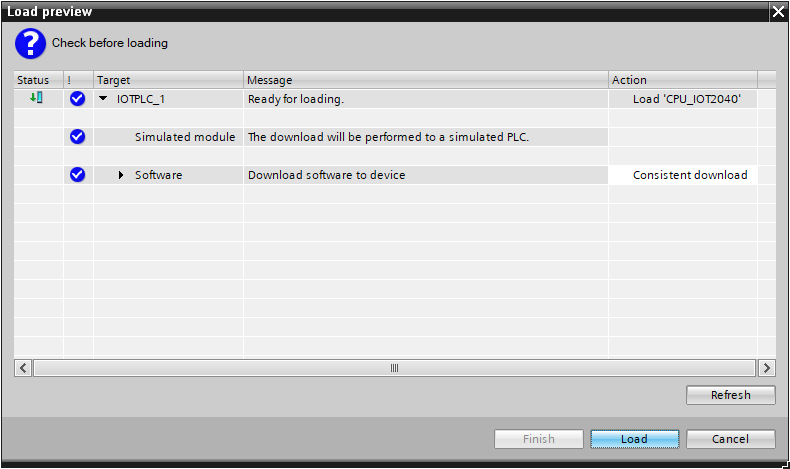 Load preview
Check before loading
Status ! Target Message Action
IOTPLC_1 Ready for loading. Load 'CPU_IOT2040'
Simulated module The download will be performed to a simulated PLC.
Software Download software to device Consistent download
Refresh
Finish Load Cancel